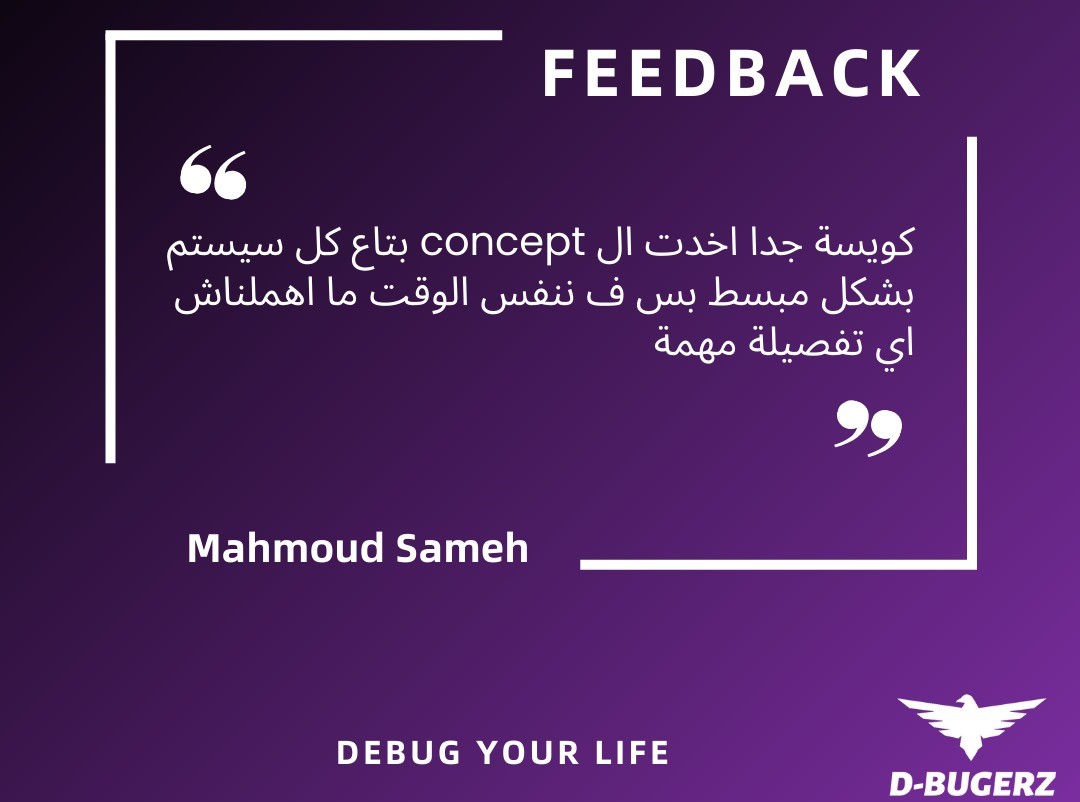 FEEDBACK
“
كويسة جدا اخدت ال concept بتاع كل سيستم
بشكل مبسط بس ف ننفس الوقت ما اهملناش
اي تفصيلة مهمة
”
Mahmoud Sameh
DEBUG YOUR LIFE
D-BUGERZ